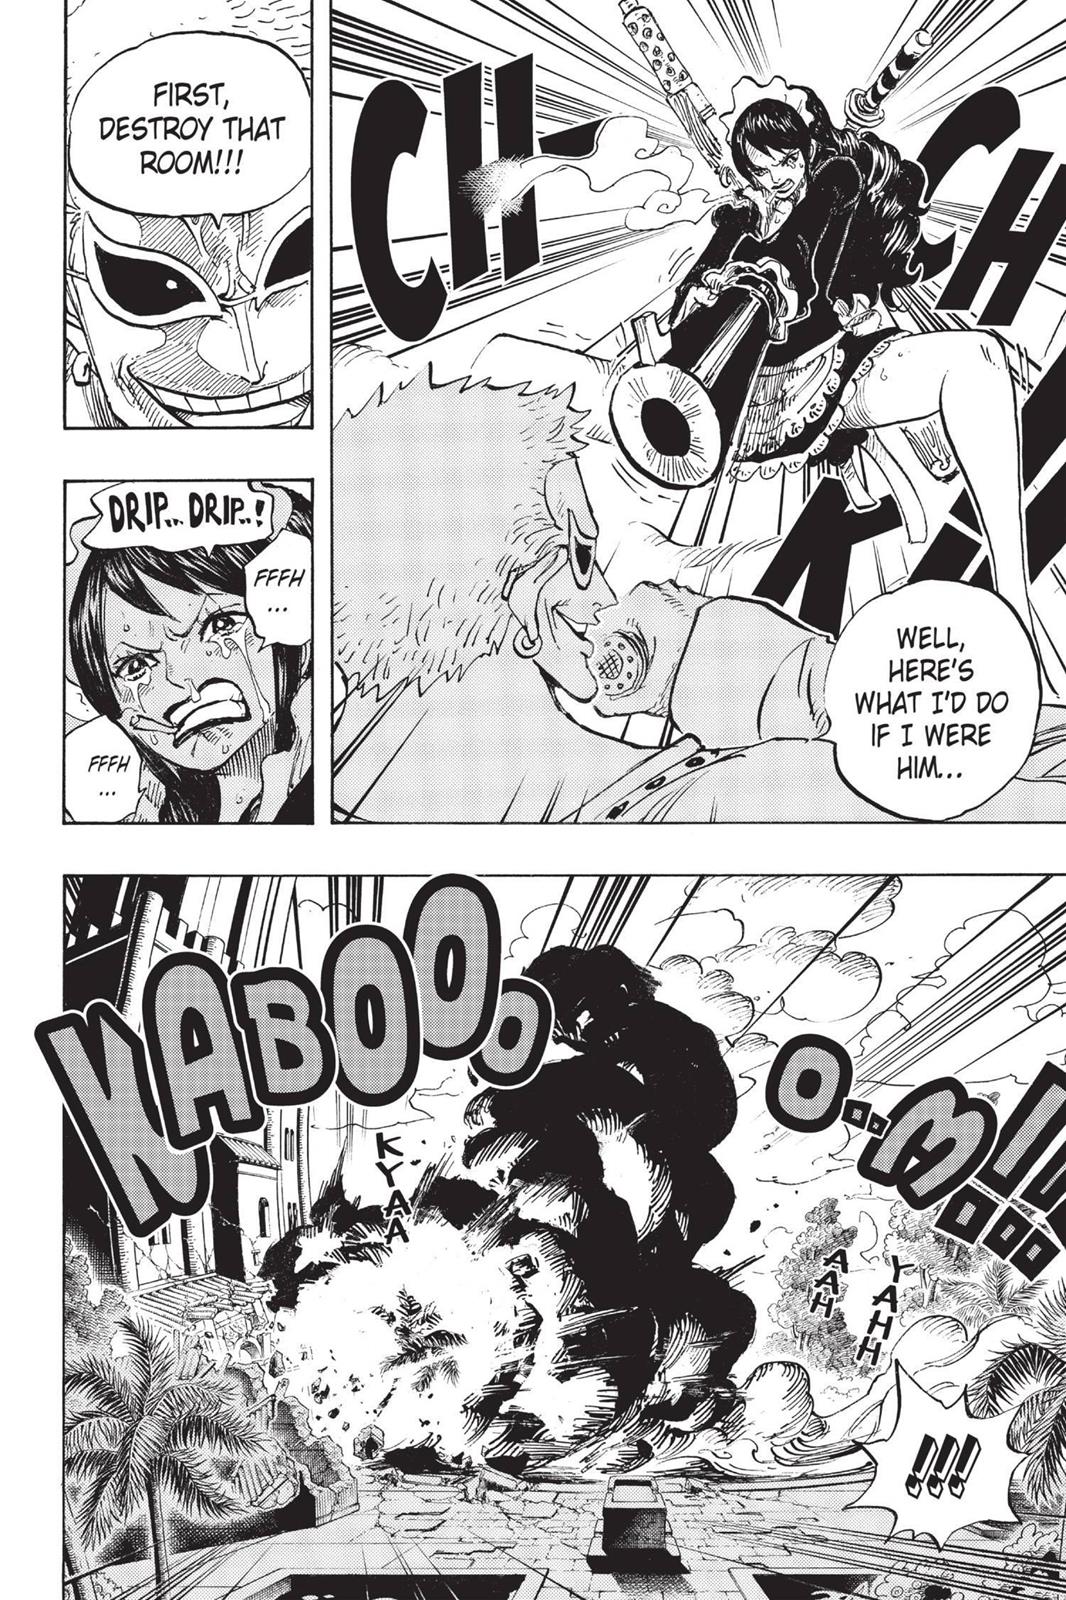 CH-
CH
WELL,
HERE'S
WHAT I'D DO
IF I WERE
HIM...
FIRST,
DESTROY THAT
ROOM!!!
DRIP... DRIP..!
FFFH
...
FFFH
...
KABOOOO
O...M!!
KYAA
AAH
YAHH
!!!!